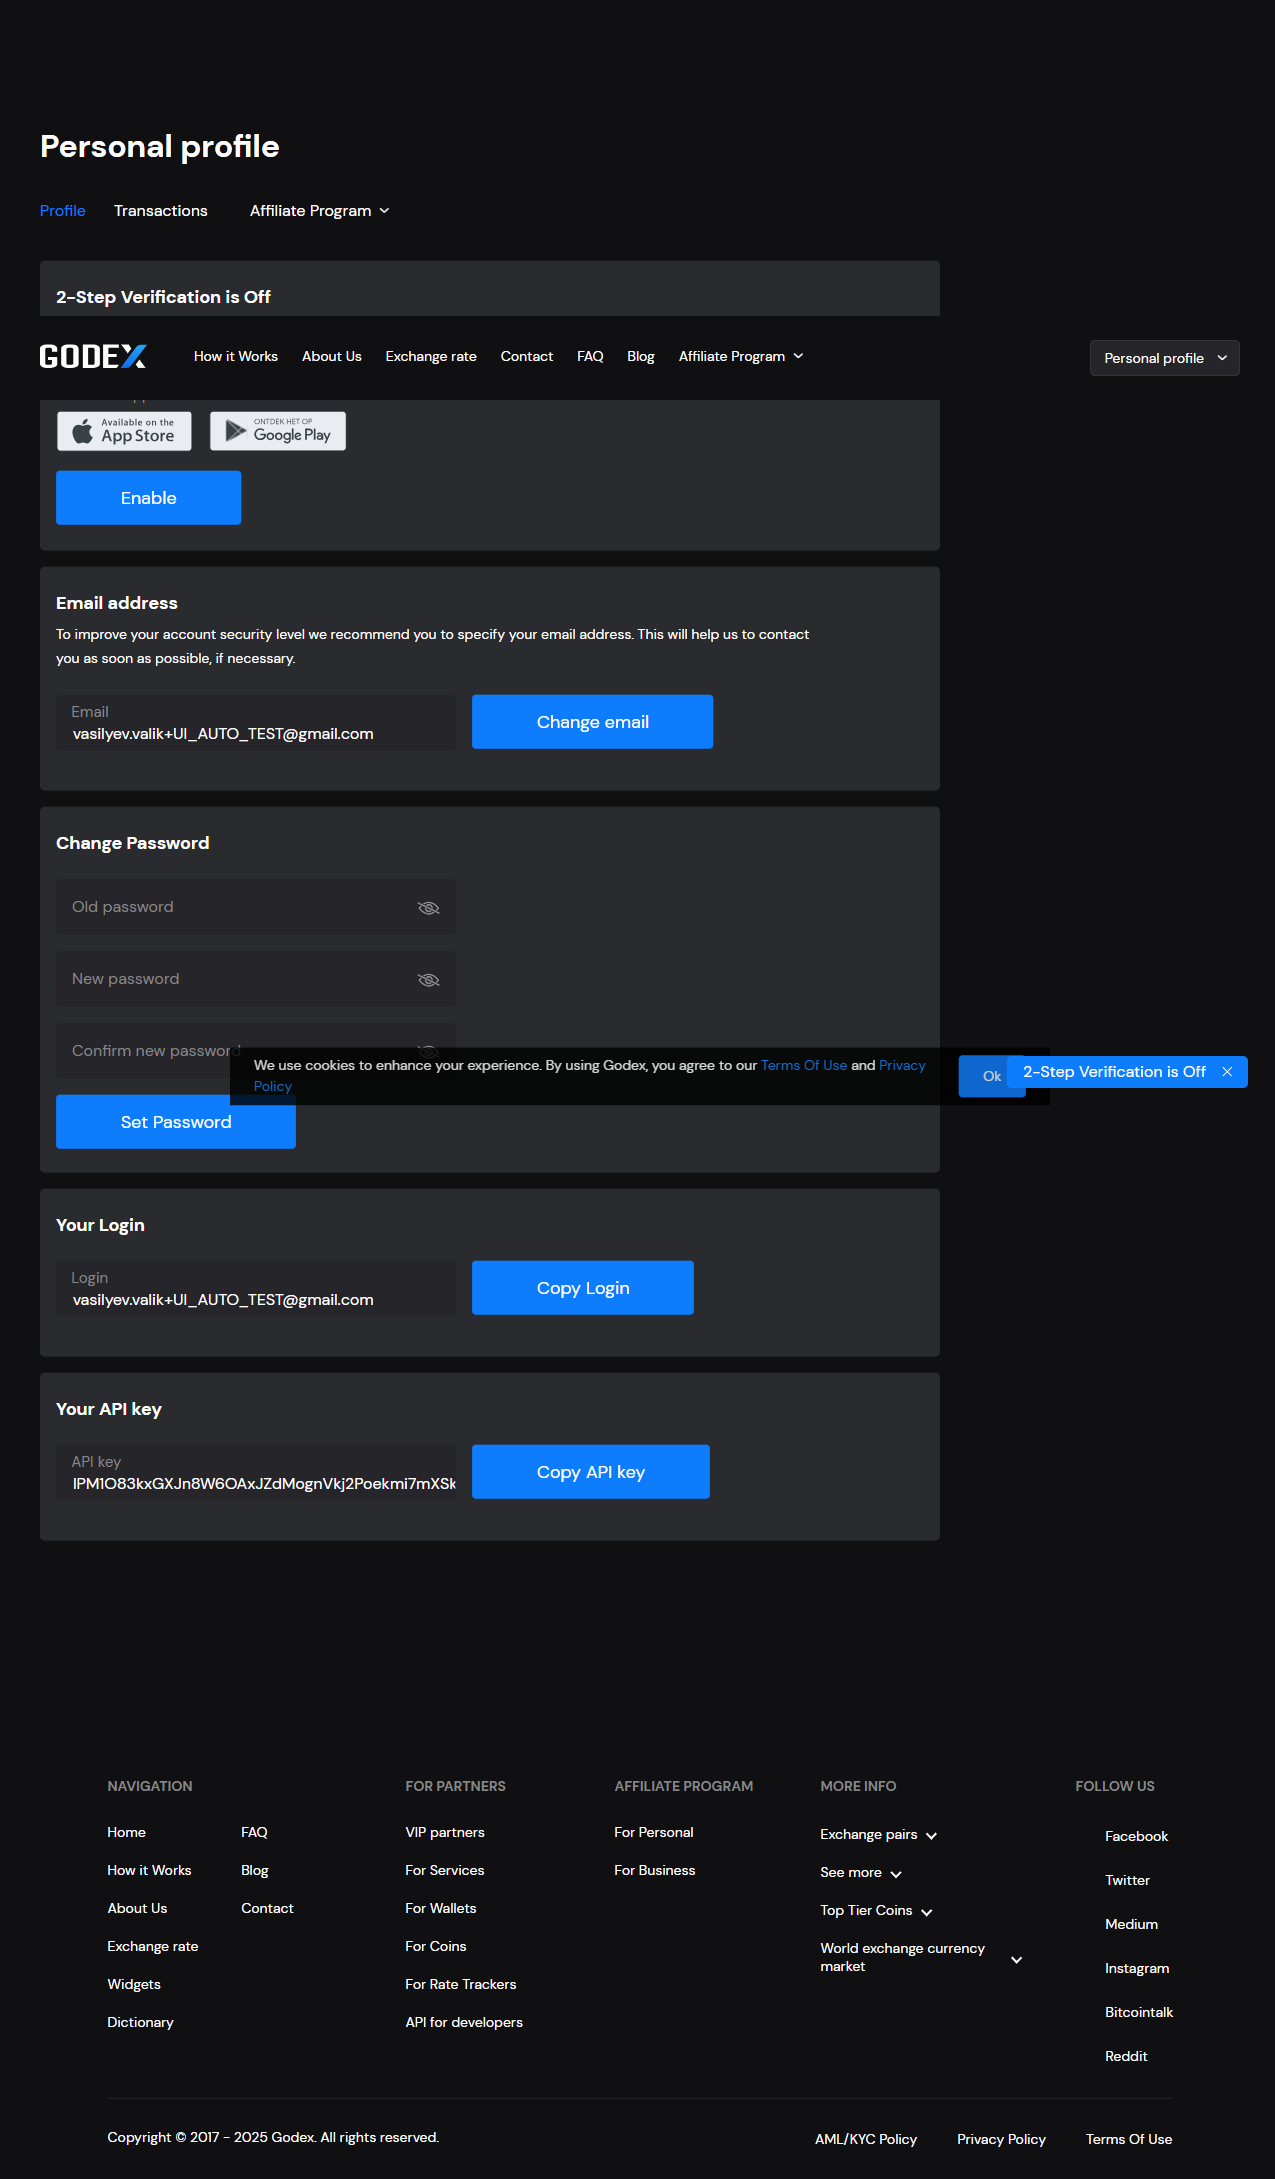 Personal profile
Profile Transactions Affiliate Program
2-Step Verification is Off
GODEX How it Works About Us Exchange rate Contact FAQ Blog Affiliate Program Personal profile
Available on the
App Store
ONTDEK HET OP
Google Play
Enable
Email address
To improve your account security level we recommend you to specify your email address. This will help us to contact
you as soon as possible, if necessary.
Email
vasilyev.valik+UI_AUTO_TEST@gmail.com
Change email
Change Password
Old password
New password
Confirm new password
We use cookies to enhance your experience. By using Godex, you agree to our Terms Of Use and Privacy
Policy
Ok
2-Step Verification is Off
Set Password
Your Login
Login
vasilyev.valik+UI_AUTO_TEST@gmail.com
Copy Login
Your API key
API key
IPM1O83kxGXJn8W6OAxJZdMognVkj2Poekmi7mXSk
Copy API key
NAVIGATION
Home
How it Works
About Us
Exchange rate
Widgets
Dictionary
FAQ
Blog
Contact
FOR PARTNERS
VIP partners
For Services
For Wallets
For Coins
For Rate Trackers
API for developers
AFFILIATE PROGRAM
For Personal
For Business
MORE INFO
Exchange pairs
See more
Top Tier Coins
World exchange currency
market
FOLLOW US
Facebook
Twitter
Medium
Instagram
Bitcointalk
Reddit
Copyright © 2017 - 2025 Godex. All rights reserved.
AML/KYC Policy Privacy Policy Terms Of Use